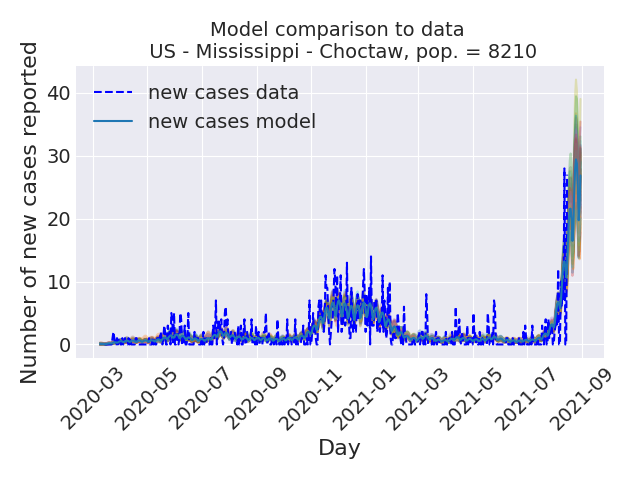 Model comparison to data
US - Mississippi - Choctaw, pop. = 8210
Number of new cases reported
40
30
20
10
0
new cases data
new cases model
2020-03
2020-05
2020-07
2020-09
2020-11
2021-01
2021-03
2021-05
2021-07
2021-09
Day